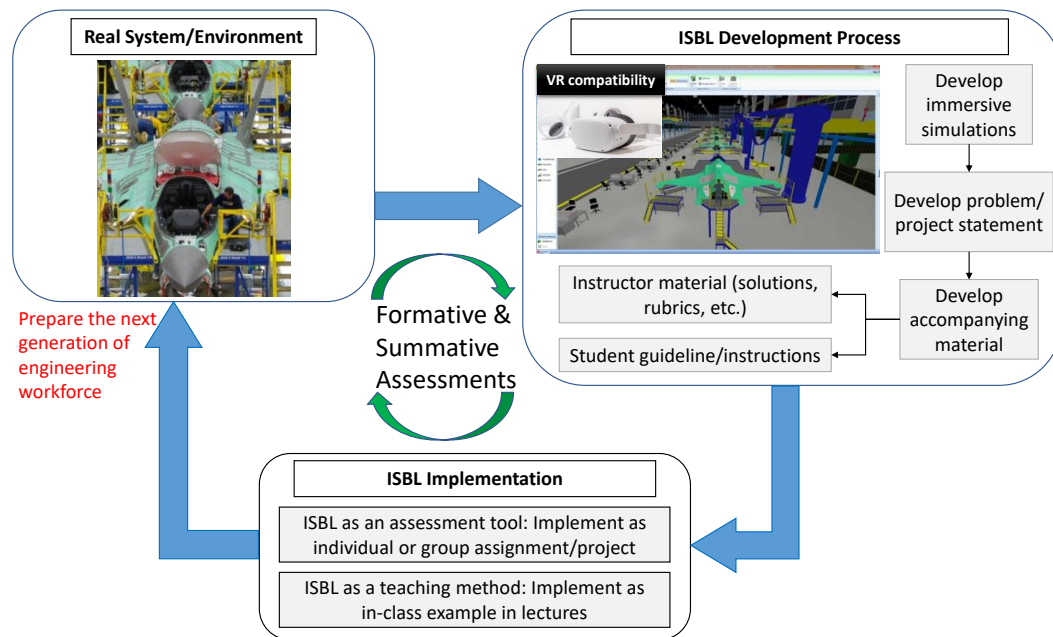 Real System/Environment
ISBL Development Process
VR compatibility
Develop
immersive
simulations
Develop problem/
project statement
Develop
accompanying
material
Instructor material (solutions,
rubrics, etc.)
Student guideline/instructions
Prepare the next
generation of
engineering
workforce
Formative &
Summative
Assessments
ISBL Implementation
ISBL as an assessment tool: Implement as
individual or group assignment/project
ISBL as a teaching method: Implement as
in-class example in lectures